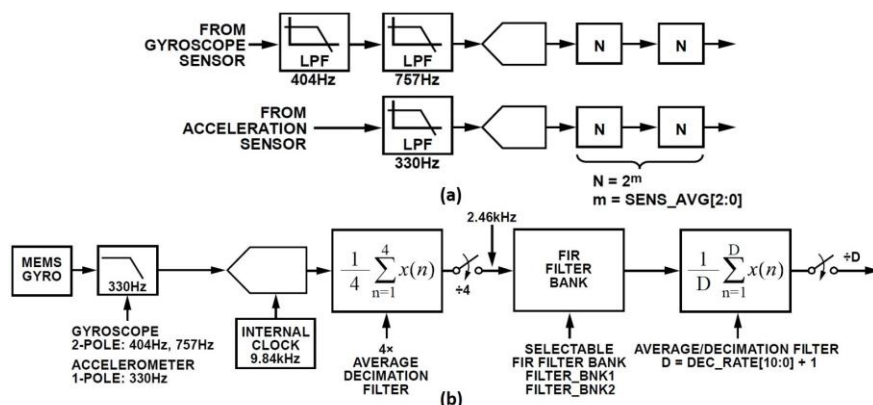 FROM
GYROSCOPE
SENSOR
LPF
404Hz
LPF
757Hz
N
N
FROM
ACCELERATION
SENSOR
LPF
330Hz
N
N
N = 2^m
m = SENS_AVG[2:0]
(a)
2.46kHz
MEMS
GYRO
330Hz
1/4 4∑n=1 x(n)
÷4
FIR
FILTER
BANK
1/D D∑n=1 x(n)
÷D
GYROSCOPE
2-POLE: 404Hz, 757Hz
ACCELEROMETER
1-POLE: 330Hz
INTERNAL
CLOCK
9.84kHz
4×
AVERAGE
DECIMATION
FILTER
SELECTABLE
FIR FILTER BANK
FILTER_BNK1
FILTER_BNK2
AVERAGE/DECIMATION FILTER
D = DEC_RATE[10:0] + 1
(b)